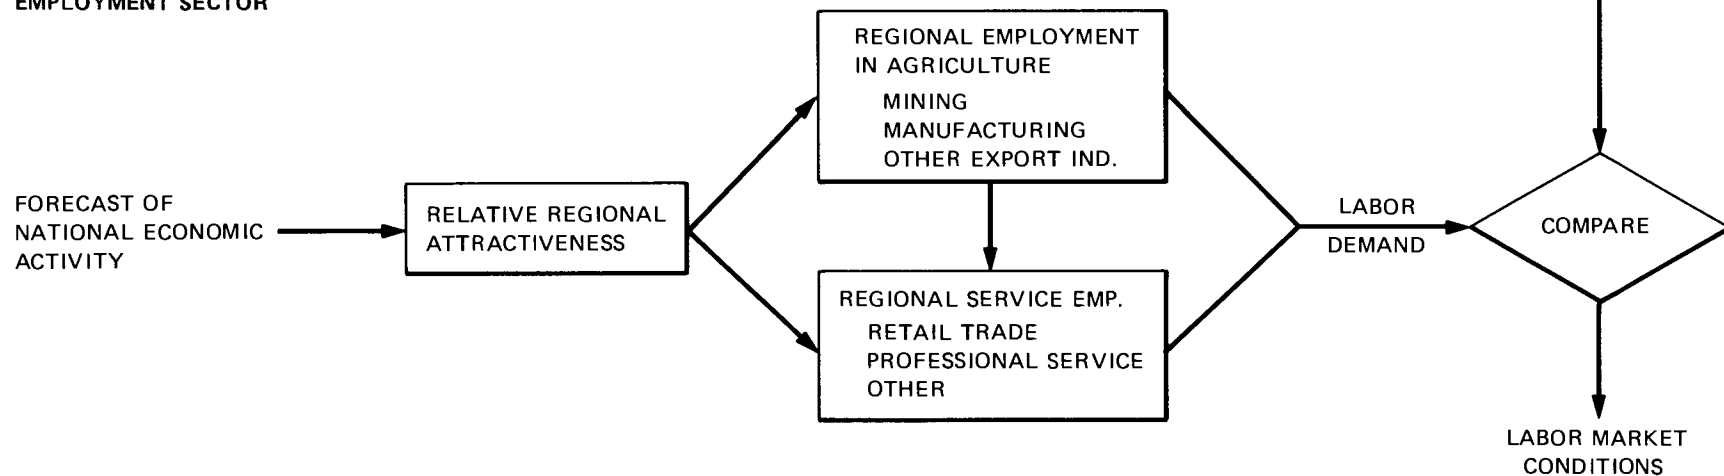 EMPLOYMENT SECTOR
REGIONAL EMPLOYMENT
IN AGRICULTURE
MINING
MANUFACTURING
OTHER EXPORT IND.
FORECAST OF
NATIONAL ECONOMIC
ACTIVITY
RELATIVE REGIONAL
ATTRACTIVENESS
LABOR
DEMAND
COMPARE
REGIONAL SERVICE EMP.
RETAIL TRADE
PROFESSIONAL SERVICE
OTHER
LABOR MARKET
CONDITIONS